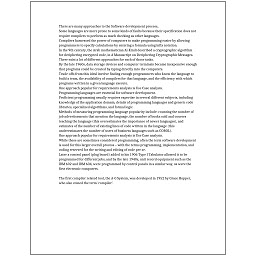 There are many approaches to the Software development process.
Some languages are more prone to some kinds of faults because their specification does not
require compilers to perform as much checking as other languages.
Compilers harnessed the power of computers to make programming easier by allowing
programmers to specify calculations by entering a formula using infix notation.
In the 9th century, the Arab mathematician Al-Kindi described a cryptographic algorithm
for deciphering encrypted code, in A Manuscript on Deciphering Cryptographic Messages.
There exist a lot of different approaches for each of those tasks.
By the late 1960s, data storage devices and computer terminals became inexpensive enough
that programs could be created by typing directly into the computers.
Trade-offs from this ideal involve finding enough programmers who know the language to
build a team, the availability of compilers for that language, and the efficiency with which
programs written in a given language execute.
One approach popular for requirements analysis is Use Case analysis.
Programming languages are essential for software development.
Proficient programming usually requires expertise in several different subjects, including
knowledge of the application domain, details of programming languages and generic code
libraries, specialized algorithms, and formal logic.
Methods of measuring programming language popularity include: counting the number of
job advertisements that mention the language, the number of books sold and courses
teaching the language (this overestimates the importance of newer languages), and
estimates of the number of existing lines of code written in the language (this
underestimates the number of users of business languages such as COBOL).
One approach popular for requirements analysis is Use Case analysis.
While these are sometimes considered programming, often the term software development
is used for this larger overall process – with the terms programming, implementation, and
coding reserved for the writing and editing of code per se.
Later a control panel (plug board) added to his 1906 Type I Tabulator allowed it to be
programmed for different jobs, and by the late 1940s, unit record equipment such as the
IBM 602 and IBM 604, were programmed by control panels in a similar way, as were the
first electronic computers.
The first compiler related tool, the A-0 System, was developed in 1952 by Grace Hopper,
who also coined the term 'compiler'.